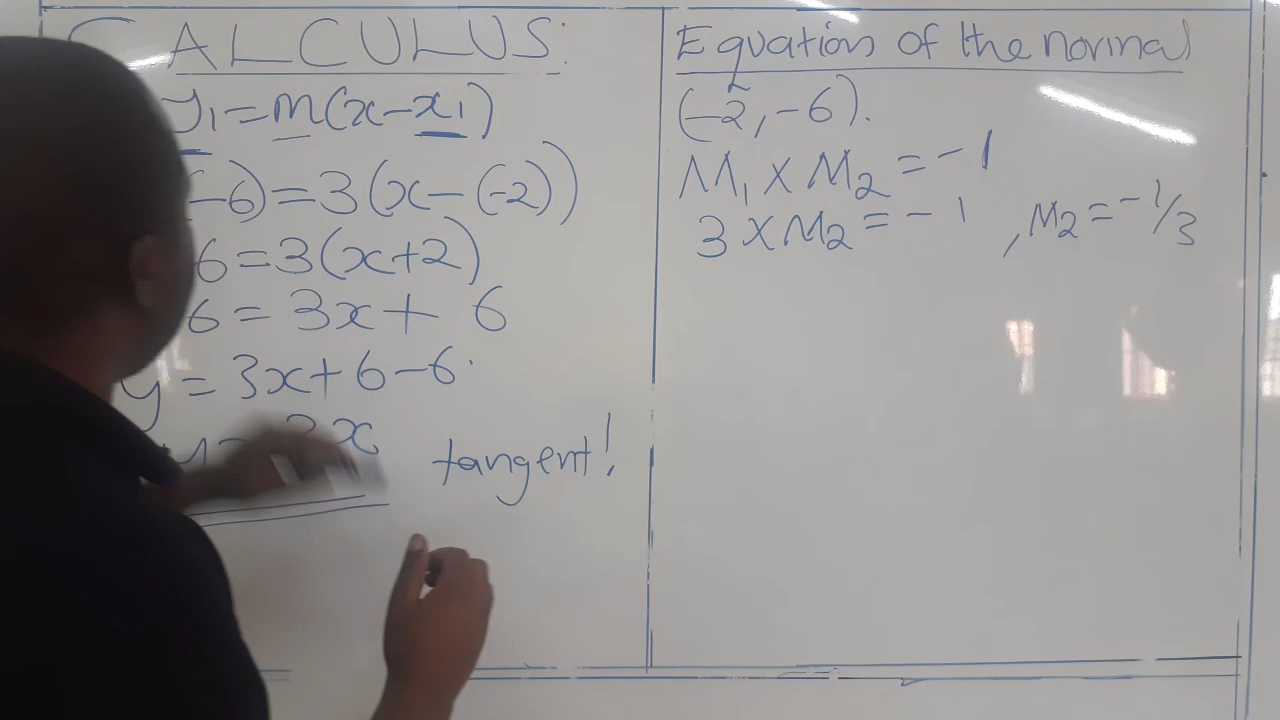 CALCULUS:
y1=m(x-x1)
-6)=3(x-(-2))
6=3(x+2)
6=3x+6
y=3x+6-6.
y=3x
tangent!
Equation of the normal
(-2,-6).
M1×M2=-1
3×M2=-1 ,M2=-1/3